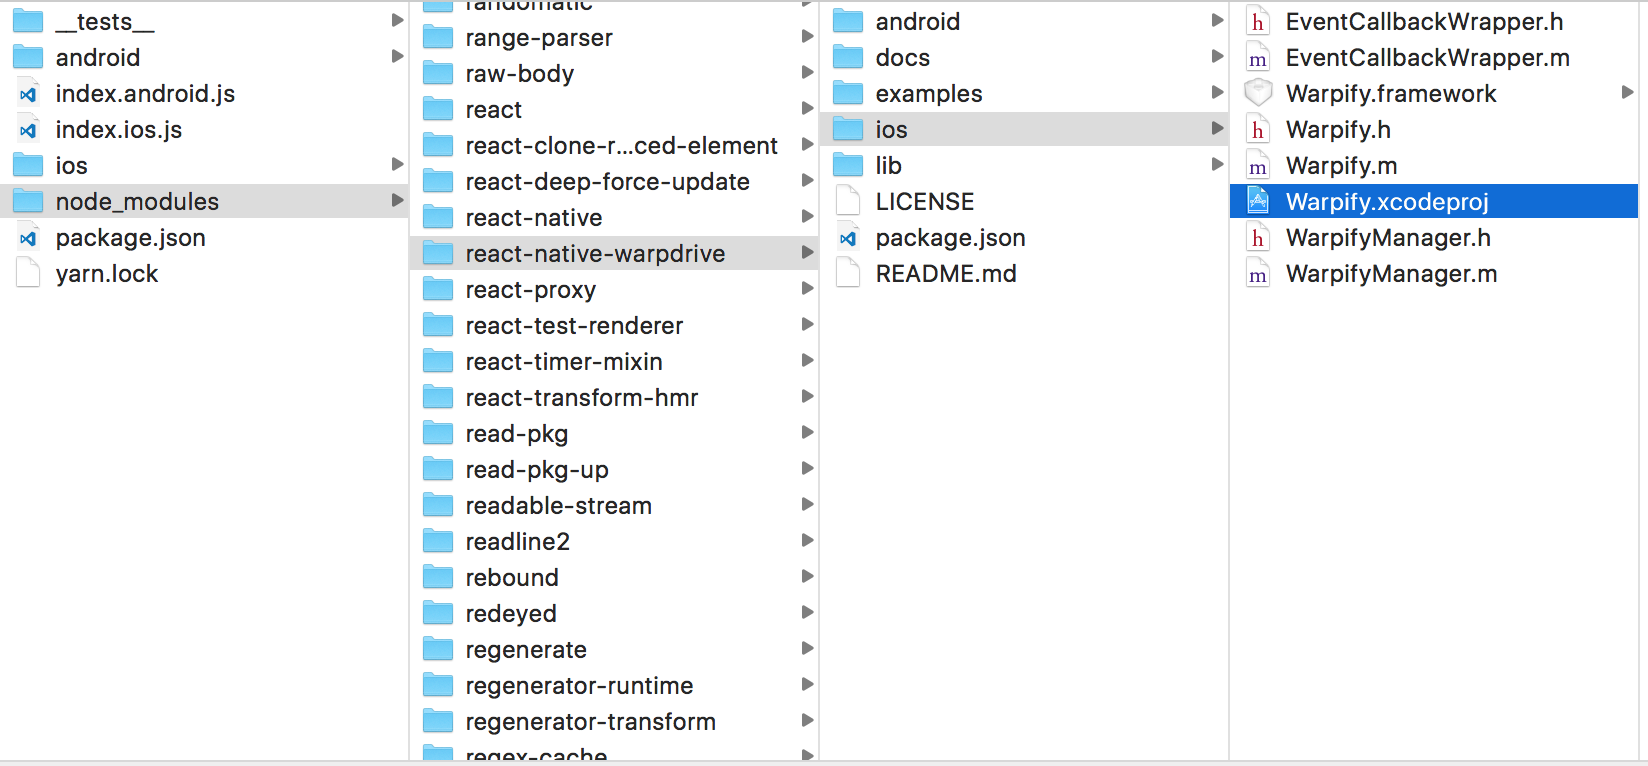 __tests__
android
index.android.js
index.ios.js
ios
node_modules
package.json
yarn.lock
randomatic
range-parser
raw-body
react
react-clone-r...ced-element
react-deep-force-update
react-native
react-native-warpdrive
react-proxy
react-test-renderer
react-timer-mixin
react-transform-hmr
read-pkg
read-pkg-up
readable-stream
readline2
rebound
redeyed
regenerate
regenerator-runtime
regenerator-transform
regex-cache
android
docs
examples
ios
lib
LICENSE
package.json
README.md
EventCallbackWrapper.h
EventCallbackWrapper.m
Warpify.framework
Warpify.h
Warpify.m
Warpify.xcodeproj
WarpifyManager.h
WarpifyManager.m